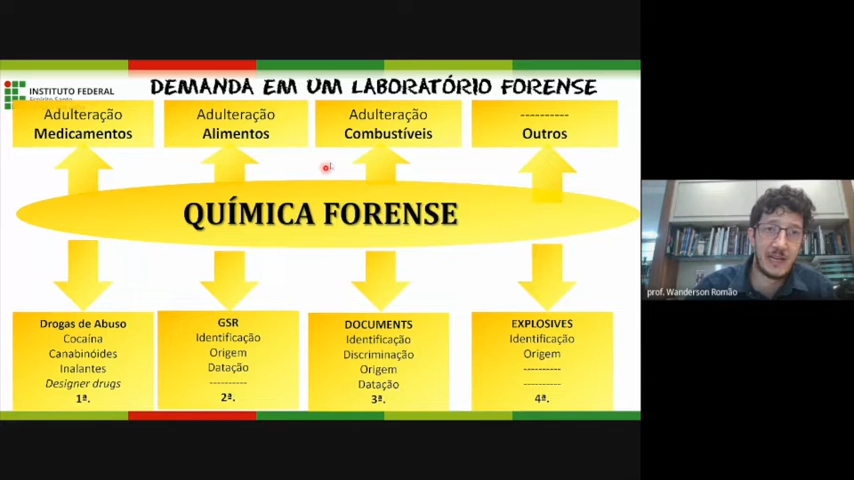 DEMANDA EM UM LABORATÓRIO FORENSE
INSTITUTO FEDERAL
Espírito Santo
Adulteração
Medicamentos
Adulteração
Alimentos
Adulteração
Combustíveis
----------
Outros
QUÍMICA FORENSE
Drogas de Abuso
Cocaína
Canabinóides
Inalantes
Designer drugs
1ª.
GSR
Identificação
Origem
Datação
----------
2ª.
DOCUMENTS
Identificação
Discriminação
Origem
Datação
3ª.
EXPLOSIVES
Identificação
Origem
----------
----------
4ª.
prof. Wanderson Romão